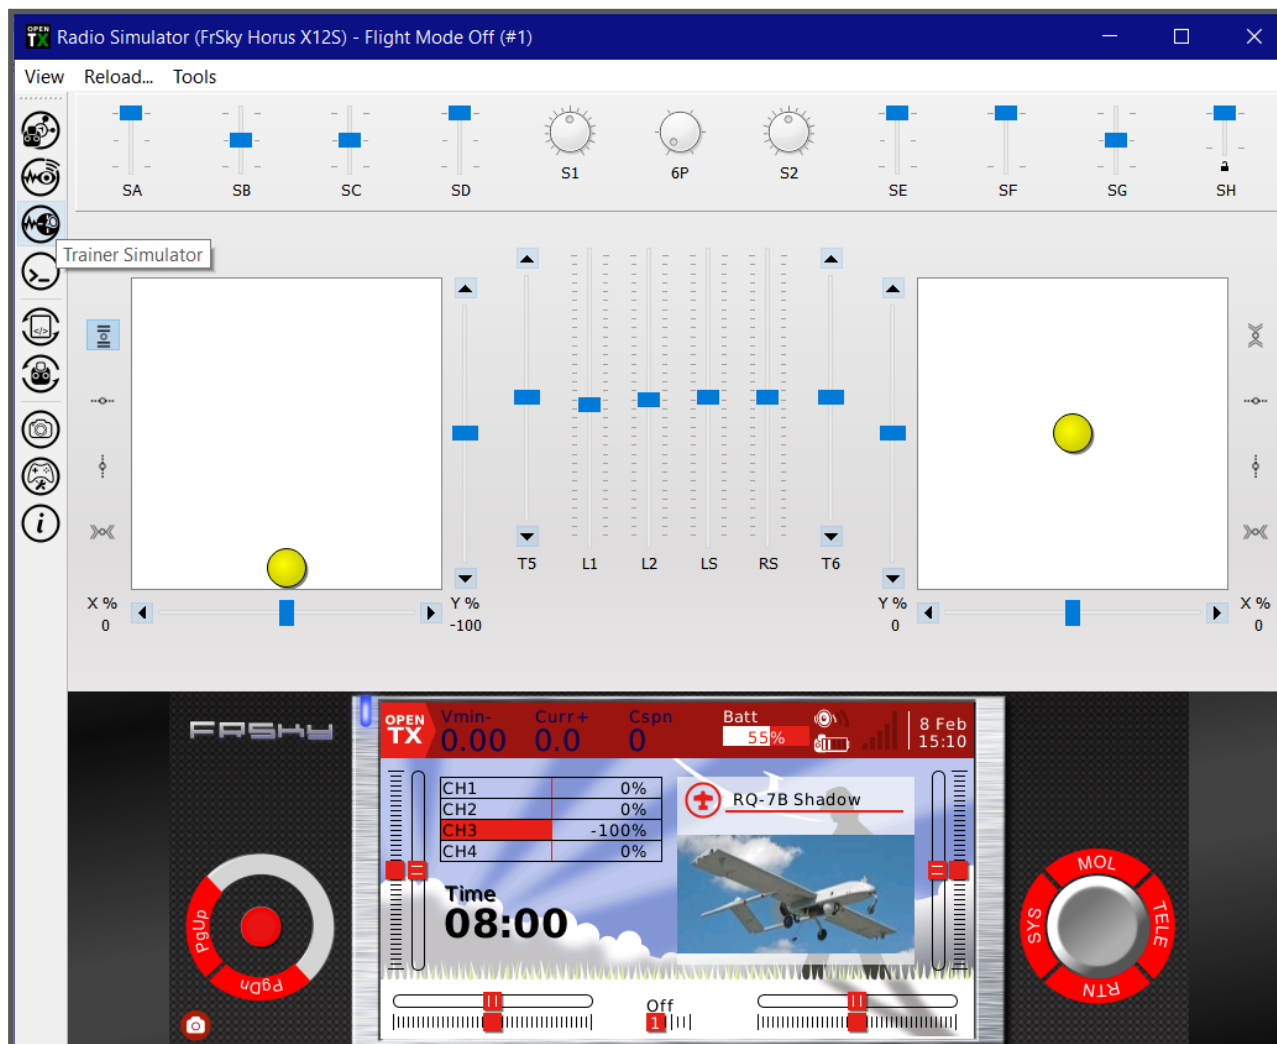 OPEN TX Radio Simulator (FrSky Horus X12S) - Flight Mode Off (#1)
View Reload... Tools
SA SB SC SD S1 6P S2 SE SF SG SH
Trainer Simulator
T5 L1 L2 LS RS T6
X % Y % Y % X %
0 -100 0 0
FRSKY
OPEN TX
Vmin- Curr+ Cspn Batt
0.00 0.0 0 55%
8 Feb
15:10
CH1 0%
CH2 0%
CH3 -100%
CH4 0%
RQ-7B Shadow
Time
08:00
Off
1
PgUp
PgDn
MOL
SYS
TELE
RTN